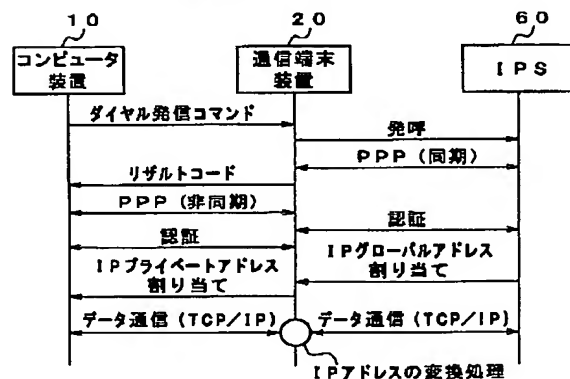 10
20
60
コンピュータ
装置
通信端末
装置
IPS
ダイヤル発信コマンド
発呼
PPP(同期)
リザルトコード
PPP(非同期)
認証
認証
IPグローバルアドレス
割り当て
IPプライベートアドレス
割り当て
データ通信(TCP/IP)
データ通信(TCP/IP)
IPアドレスの変換処理